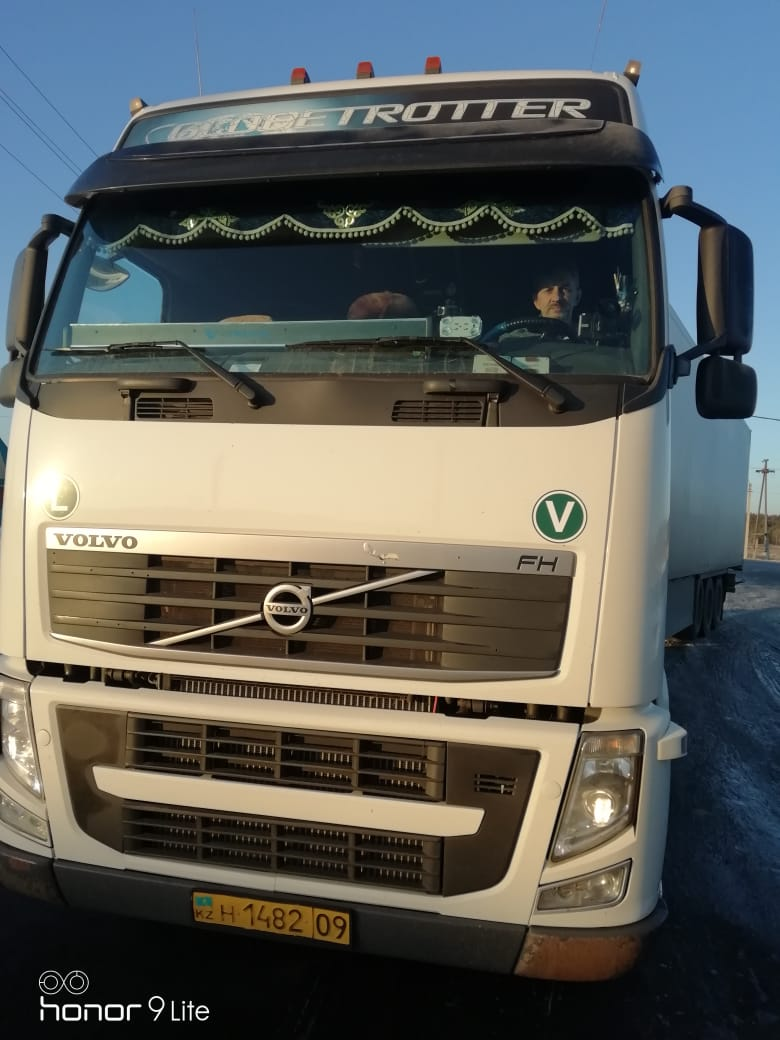 GLOBETROTTER
L
V
VOLVO
FH
VOLVO
KZ H 1482 09
honor 9 Lite